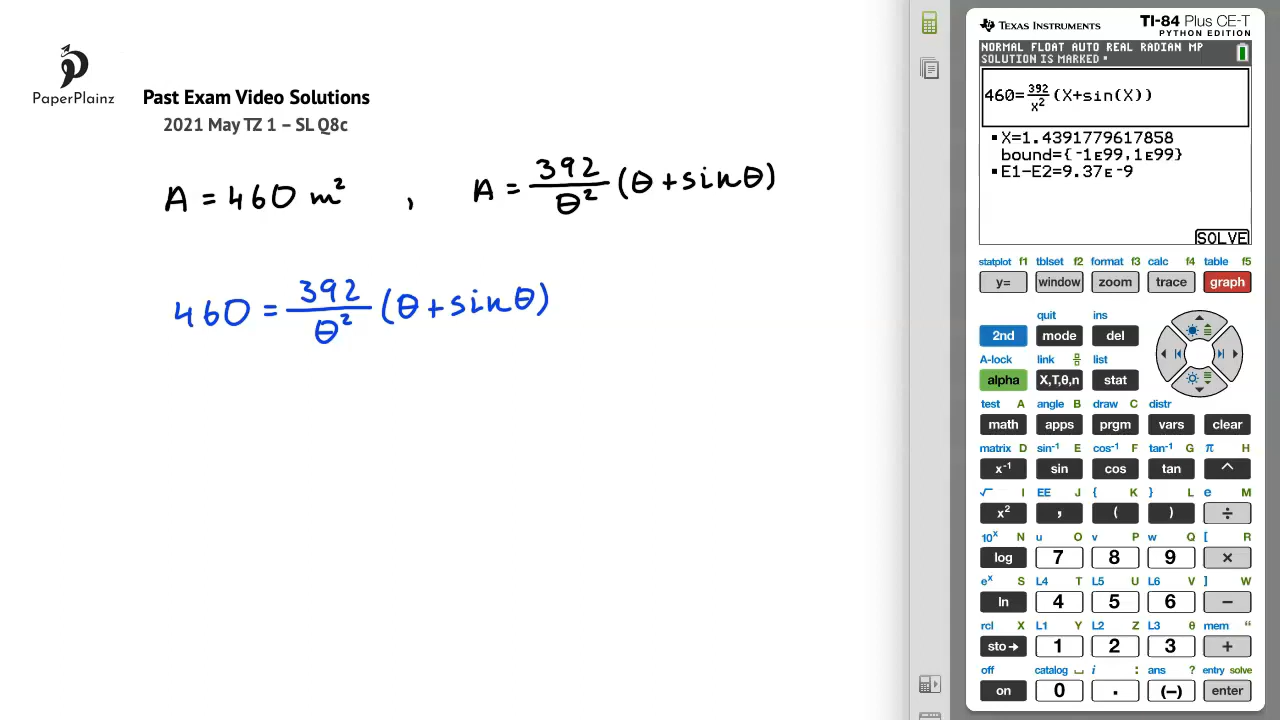 PaperPlainz
Past Exam Video Solutions
2021 May TZ 1 – SL Q8c
A = 460 m² , A = 392/θ² (θ + sinθ)
460 = 392/θ² (θ + sinθ)
TEXAS INSTRUMENTS TI-84 Plus CE-T
PYTHON EDITION
NORMAL FLOAT AUTO REAL RADIAN MP
SOLUTION IS MARKED ▪
460=392/X² (X+sin(X))
▪ X=1.4391779617858
bound={-1E99,1E99}
▪ E1-E2=9.37E-9
SOLVE
statplot f1 tblset f2 format f3 calc f4 table f5
y= window zoom trace graph
quit ins
2nd mode del
A-lock link list
alpha X,T,θ,n stat
test A angle B draw C distr
math apps prgm vars clear
matrix D sin⁻¹ E cos⁻¹ F tan⁻¹ G π H
x⁻¹ sin cos tan ^
√ I EE J { K } L e M
x² , ( ) ÷
10ˣ N u O v P w Q [ R
log 7 8 9 ×
eˣ S L4 T L5 U L6 V ] W
ln 4 5 6 −
rcl X L1 Y L2 Z L3 θ mem "
sto→ 1 2 3 +
off catalog ⎵ i : ans ? entry solve
on 0 . (−) enter